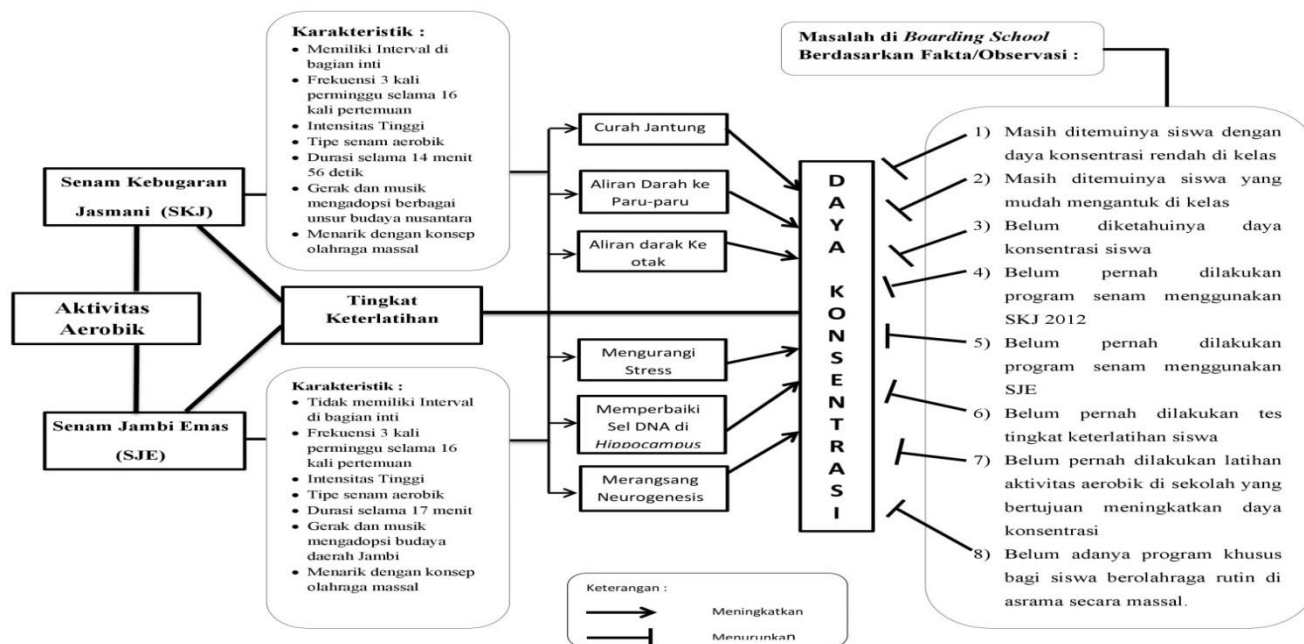 Senam Kebugaran
Jasmani (SKJ)
Aktivitas
Aerobik
Senam Jambi Emas
(SJE)
Karakteristik :
• Memiliki Interval di
bagian inti
• Frekuensi 3 kali
perminggu selama 16
kali pertemuan
• Intensitas Tinggi
• Tipe senam aerobik
• Durasi selama 14 menit
56 detik
• Gerak dan musik
mengadopsi berbagai
unsur budaya nusantara
• Menarik dengan konsep
olahraga massal
Tingkat
Keterlatihan
Karakteristik :
• Tidak memiliki Interval
di bagian inti
• Frekuensi 3 kali
perminggu selama 16
kali pertemuan
• Intensitas Tinggi
• Tipe senam aerobik
• Durasi selama 17 menit
• Gerak dan musik
mengadopsi budaya
daerah Jambi
• Menarik dengan konsep
olahraga massal
Curah Jantung
Aliran Darah ke
Paru-paru
Aliran darak Ke
otak
Mengurangi
Stress
Memperbaiki
Sel DNA di
Hippocampus
Merangsang
Neurogenesis
DAYA KONSENTRASI
Masalah di Boarding School
Berdasarkan Fakta/Observasi :
1) Masih ditemuinya siswa dengan
daya konsentrasi rendah di kelas
2) Masih ditemuinya siswa yang
mudah mengantuk di kelas
3) Belum diketahuinya daya
konsentrasi siswa
4) Belum pernah dilakukan
program senam menggunakan
SKJ 2012
5) Belum pernah dilakukan
program senam menggunakan
SJE
6) Belum pernah dilakukan tes
tingkat keterlatihan siswa
7) Belum pernah dilakukan latihan
aktivitas aerobik di sekolah yang
bertujuan meningkatkan daya
konsentrasi
8) Belum adanya program khusus
bagi siswa berolahraga rutin di
asrama secara massal.
Keterangan :
Meningkatkan
Menurunkan